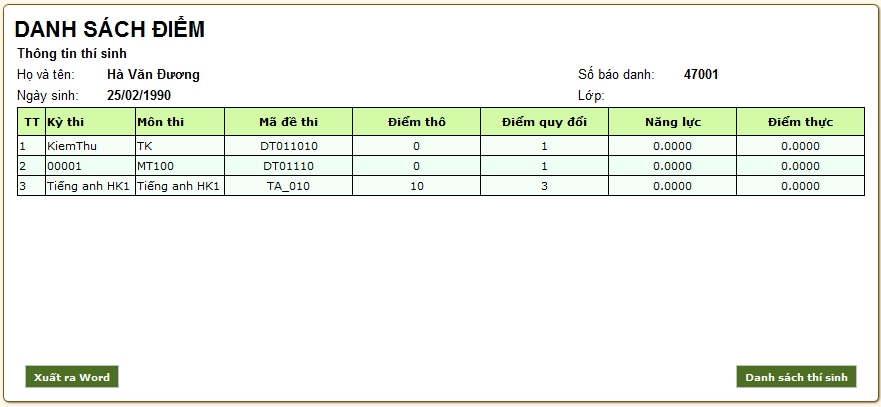 DANH SÁCH ĐIỂM
Thông tin thí sinh
Họ và tên: Hà Văn Đương Số báo danh: 47001
Ngày sinh: 25/02/1990 Lớp:
TT Kỳ thi Môn thi Mã đề thi Điểm thô Điểm quy đổi Năng lực Điểm thực
1 KiemThu TK DT011010 0 1 0.0000 0.0000
2 00001 MT100 DT01110 0 1 0.0000 0.0000
3 Tiếng anh HK1 Tiếng anh HK1 TA_010 10 3 0.0000 0.0000
Xuất ra Word Danh sách thí sinh